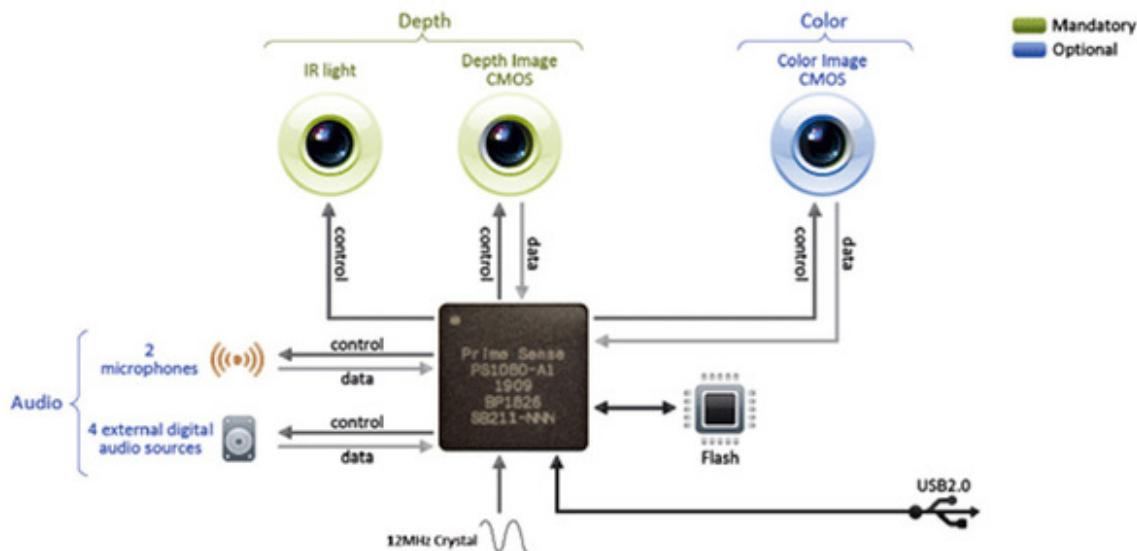 Depth
Color
Mandatory
Optional
IR light
Depth Image
CMOS
Color Image
CMOS
control
control
data
control
data
Audio
2
microphones
control
data
4 external digital
audio sources
control
data
Prime Sense
PS1080-A1
1909
BP1826
SB211-NNN
Flash
USB2.0
12MHz Crystal